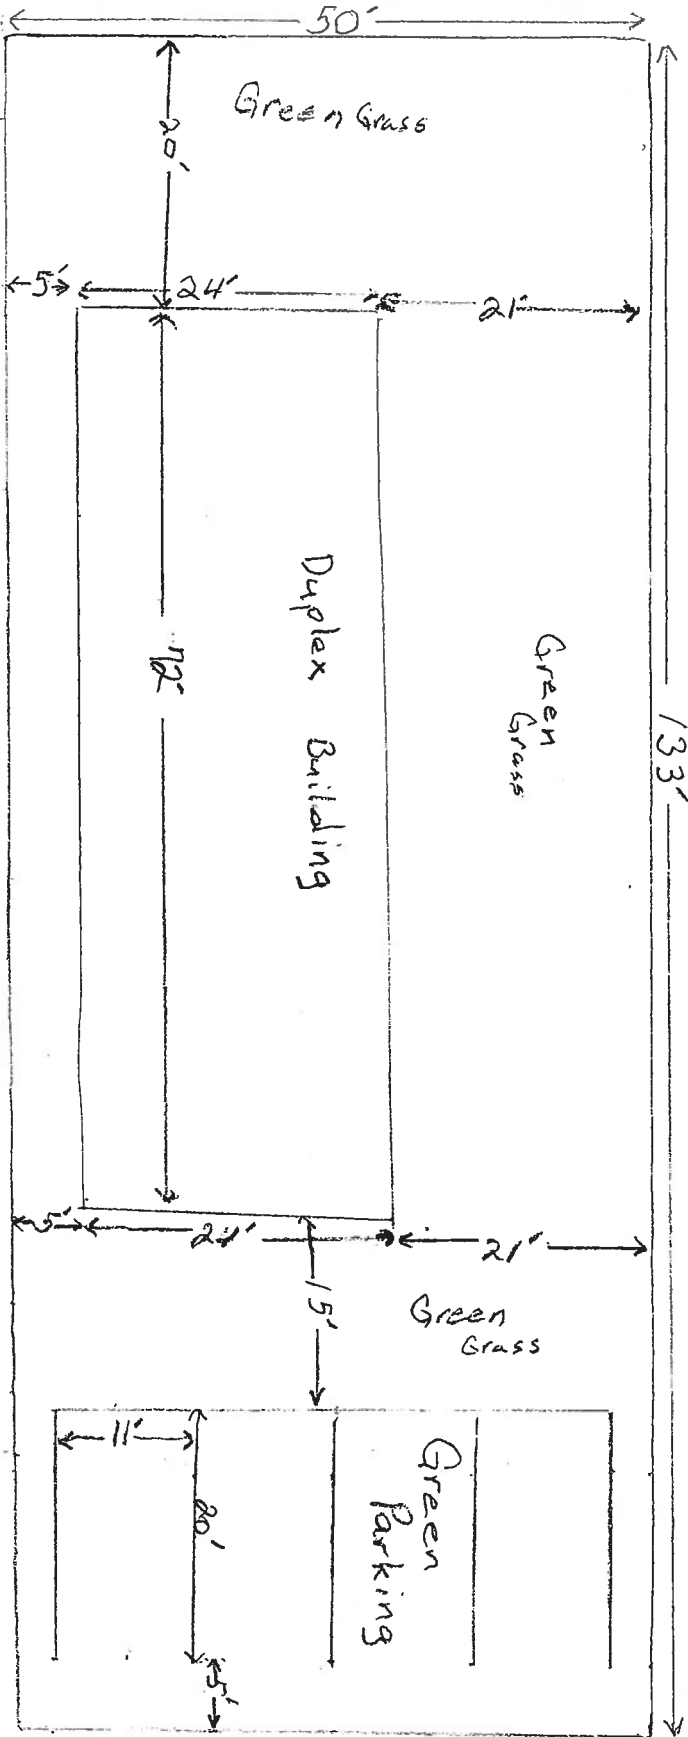 50'
Green Grass
20'
5'
24'
21'
Duplex Building
72'
Green
Grass
133'
5'
24'
21'
15'
Green
Grass
11'
20'
Green
Parking
5'